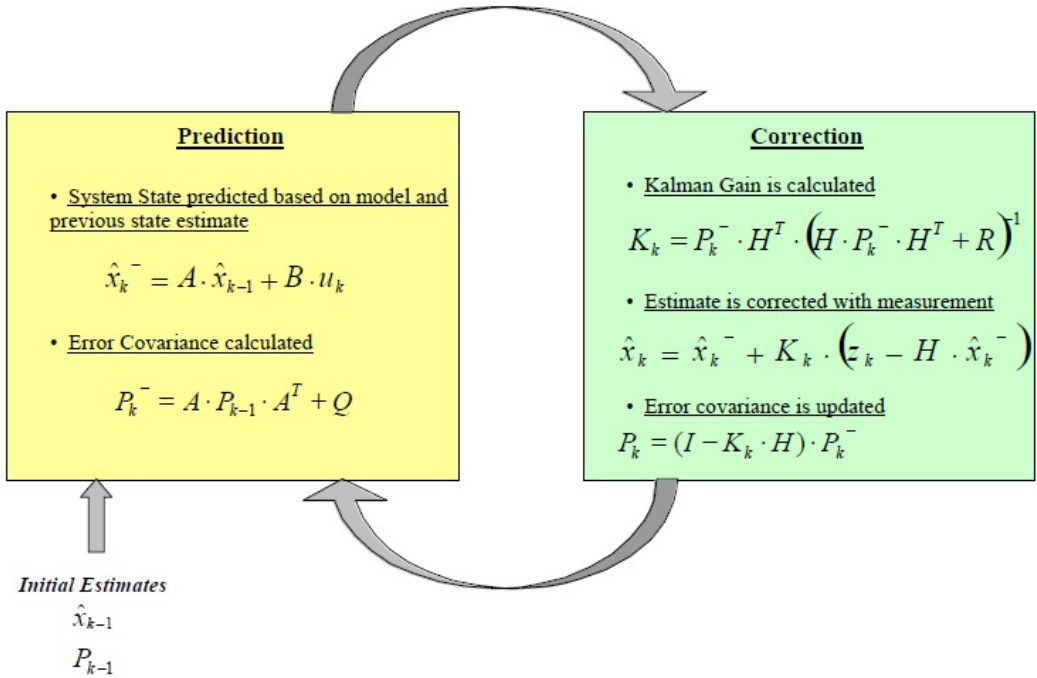 Prediction
• System State predicted based on model and
previous state estimate
x̂ₖ⁻ = A · x̂ₖ₋₁ + B · uₖ
• Error Covariance calculated
Pₖ⁻ = A · Pₖ₋₁ · Aᵀ + Q
Correction
• Kalman Gain is calculated
Kₖ = Pₖ⁻ · Hᵀ · (H · Pₖ⁻ · Hᵀ + R)⁻¹
• Estimate is corrected with measurement
x̂ₖ = x̂ₖ⁻ + Kₖ · (zₖ − H · x̂ₖ⁻)
• Error covariance is updated
Pₖ = (I − Kₖ · H) · Pₖ⁻
Initial Estimates
x̂ₖ₋₁
Pₖ₋₁